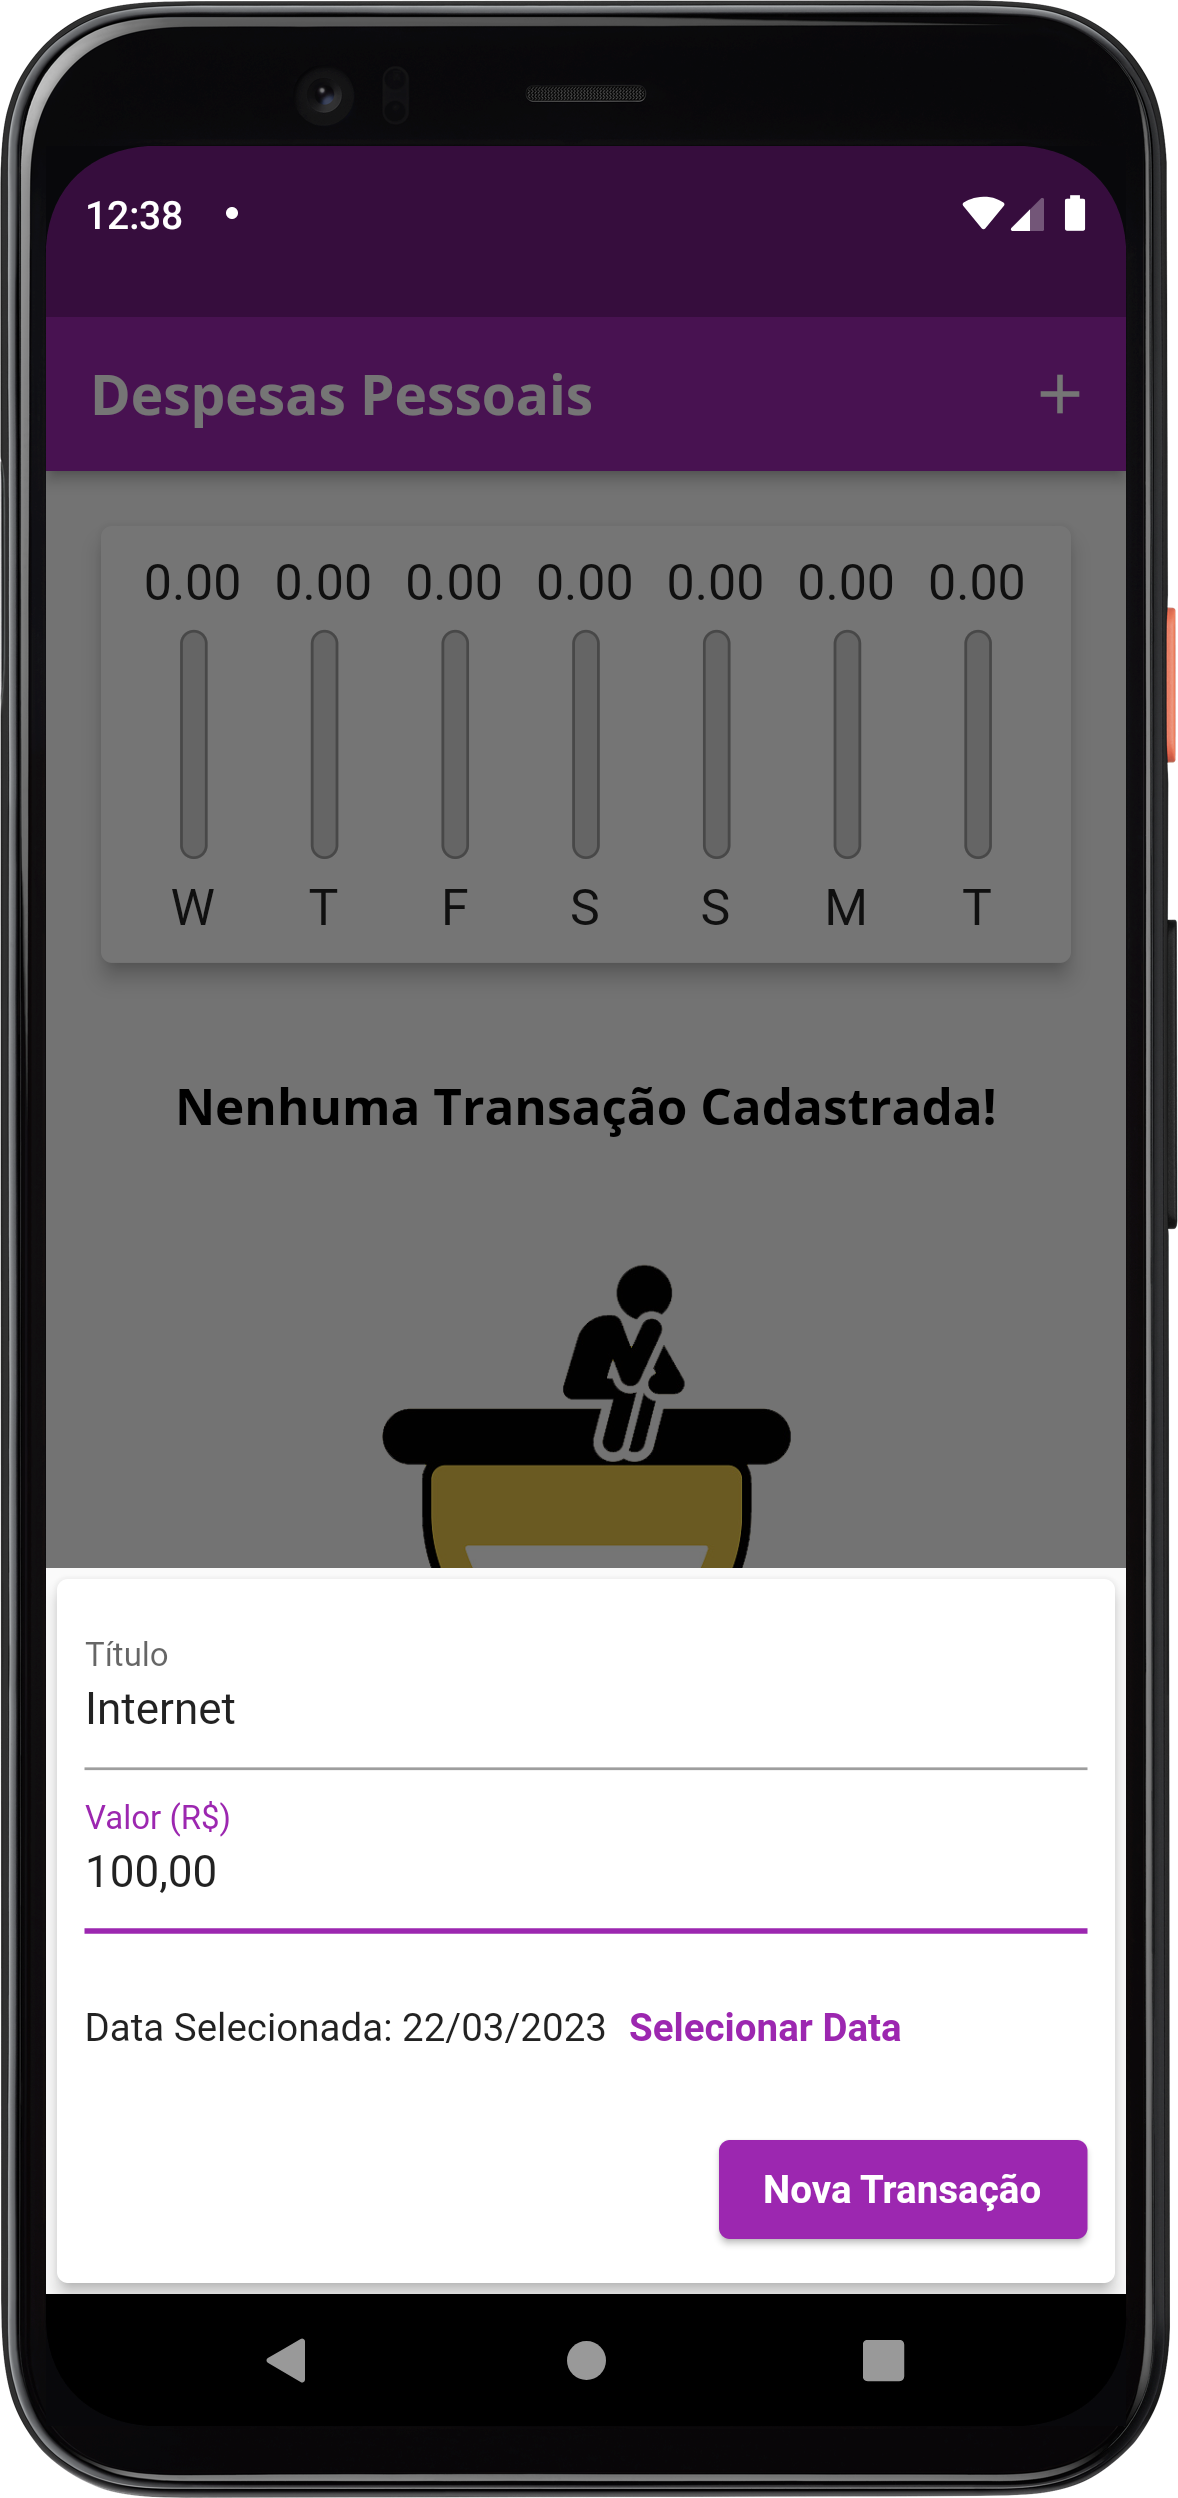 12:38
Despesas Pessoais +
0.00 0.00 0.00 0.00 0.00 0.00 0.00
W T F S S M T
Nenhuma Transação Cadastrada!
Título
Internet
Valor (R$)
100,00
Data Selecionada: 22/03/2023 Selecionar Data
Nova Transação